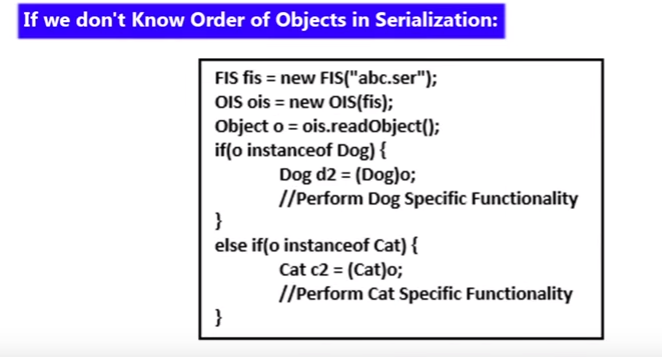 If we don't Know Order of Objects in Serialization:
FIS fis = new FIS("abc.ser");
OIS ois = new OIS(fis);
Object o = ois.readObject();
if(o instanceof Dog) {
Dog d2 = (Dog)o;
//Perform Dog Specific Functionality
}
else if(o instanceof Cat) {
Cat c2 = (Cat)o;
//Perform Cat Specific Functionality
}